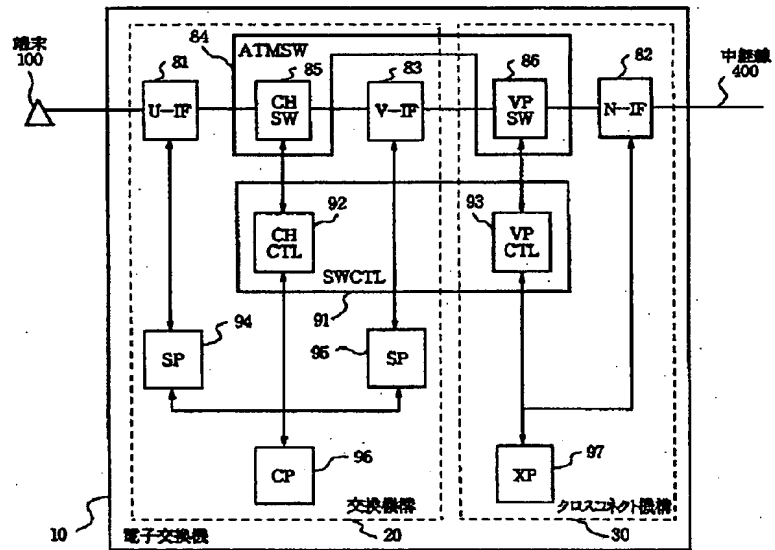 端末
100
84
ATMSW
81
85
83
86
82
中継線
400
U-IF
CH
SW
V-IF
VP
SW
N-IF
92
93
CH
CTL
VP
CTL
SWCTL
91
94
95
SP
SP
CP
96
XP
97
10
電子交換機
交換機構
20
クロスコネクト機構
30